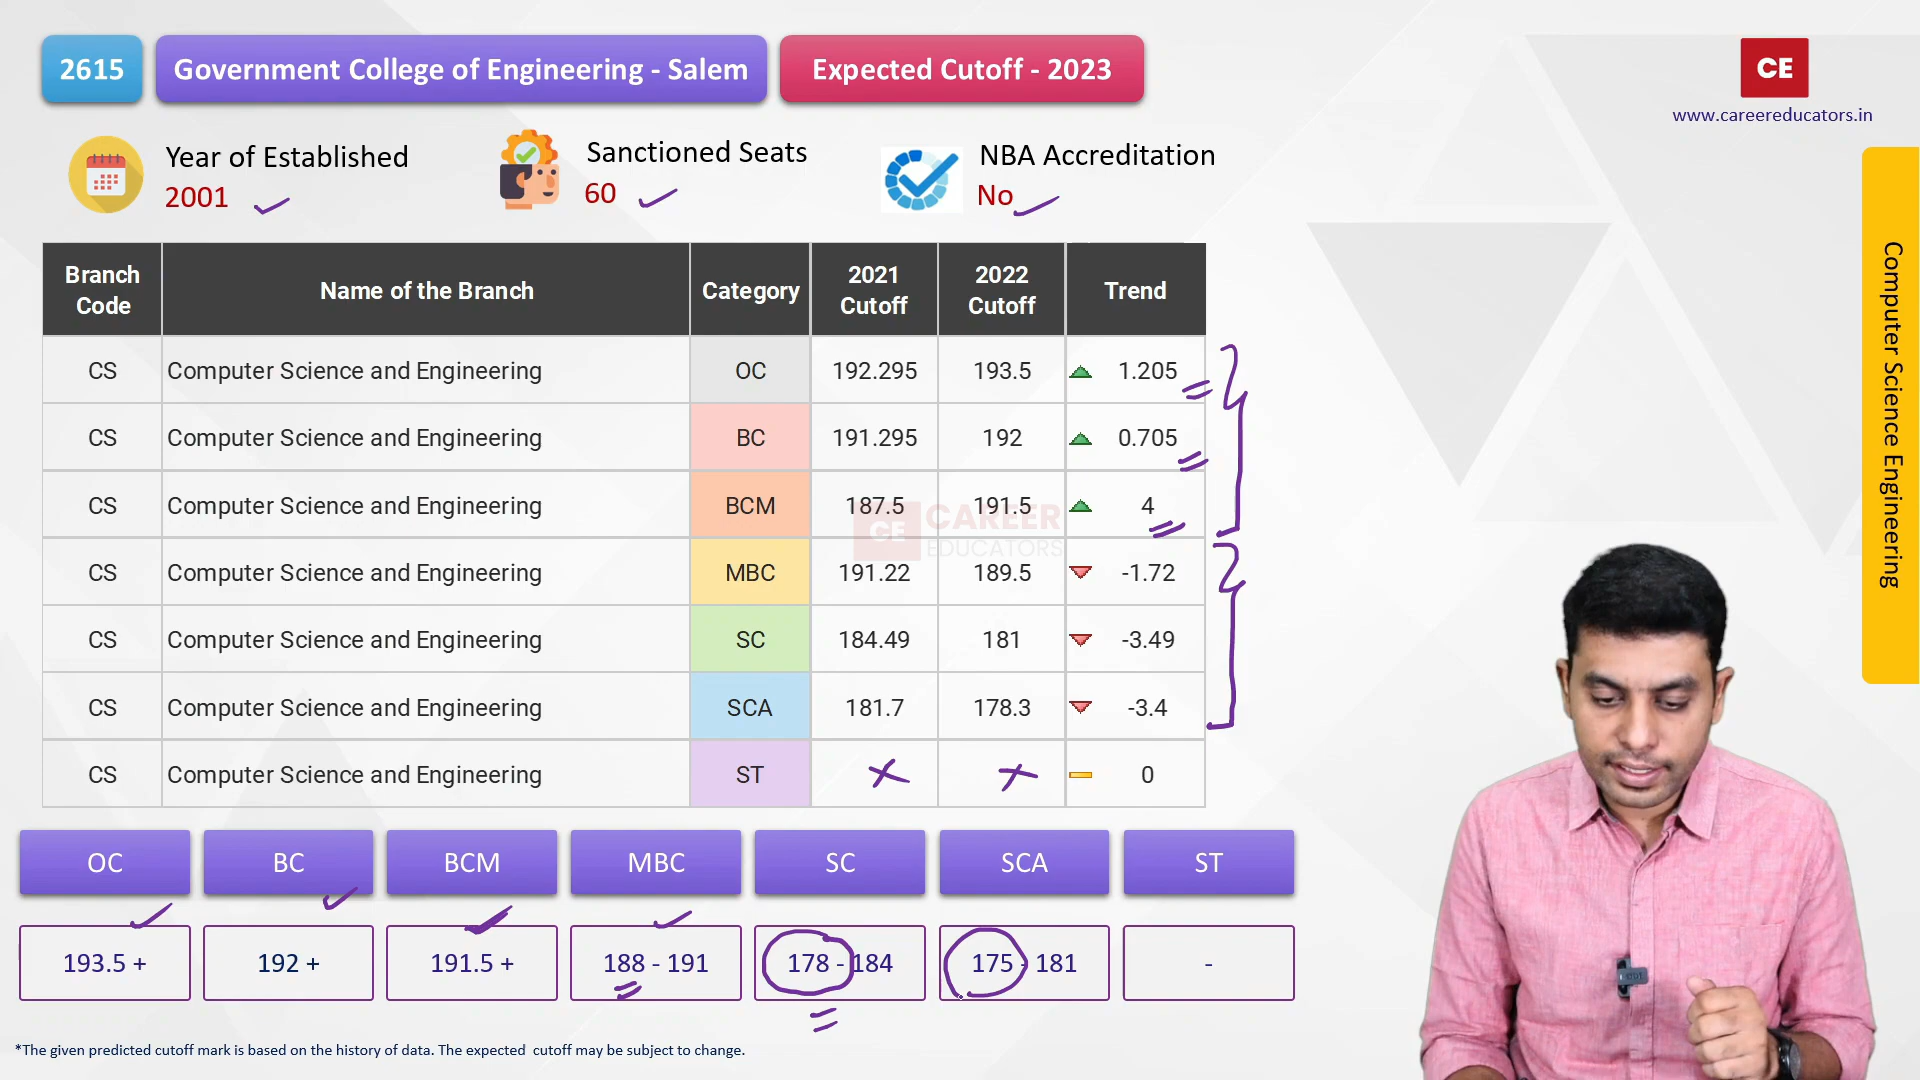 2615 Government College of Engineering - Salem Expected Cutoff - 2023
CE
www.careereducators.in
Year of Established
2001
Sanctioned Seats
60
NBA Accreditation
No
Computer Science Engineering
Branch Code Name of the Branch Category 2021 Cutoff 2022 Cutoff Trend
CS Computer Science and Engineering OC 192.295 193.5 1.205
CS Computer Science and Engineering BC 191.295 192 0.705
CS Computer Science and Engineering BCM 187.5 191.5 4
CE CAREER
EDUCATORS
CS Computer Science and Engineering MBC 191.22 189.5 -1.72
CS Computer Science and Engineering SC 184.49 181 -3.49
CS Computer Science and Engineering SCA 181.7 178.3 -3.4
CS Computer Science and Engineering ST 0
OC BC BCM MBC SC SCA ST
193.5 + 192 + 191.5 + 188 - 191 178 - 184 175 - 181 -
*The given predicted cutoff mark is based on the history of data. The expected cutoff may be subject to change.